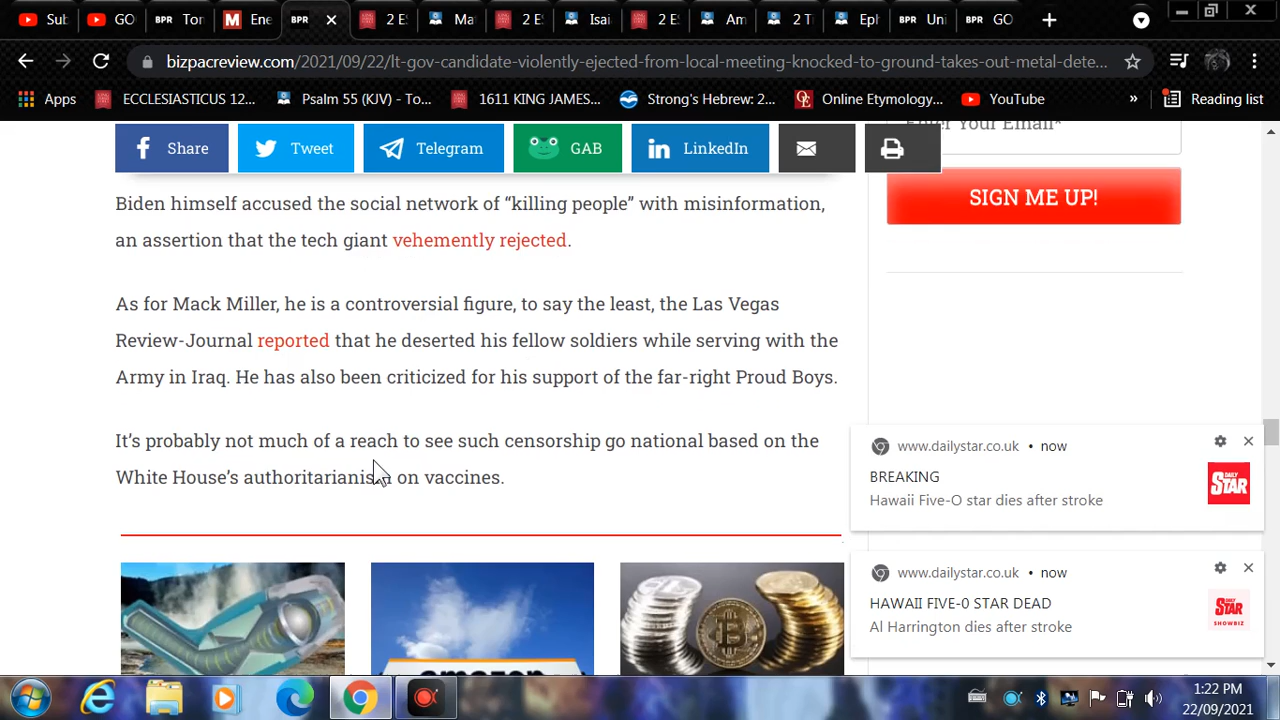 BPR Tor
Sub
GO
M Ene
BPR
2 E
Ma
2 E
Isai
2 E
Am
2 T
Eph
BPR Uni
BPR GO
bizpacreview.com/2021/09/22/lt-gov-candidate-violently-ejected-from-local-meeting-knocked-to-ground-takes-out-metal-dete...
Apps
ECCLESIASTICUS 12...
Psalm 55 (KJV) - To...
1611 KING JAMES...
Strong's Hebrew: 2...
Online Etymology...
YouTube
»
Reading list
Enter Your Email*
Share
Tweet
Telegram
GAB
LinkedIn
SIGN ME UP!
Biden himself accused the social network of “killing people” with misinformation,
an assertion that the tech giant vehemently rejected.
As for Mack Miller, he is a controversial figure, to say the least, the Las Vegas
Review-Journal reported that he deserted his fellow soldiers while serving with the
Army in Iraq. He has also been criticized for his support of the far-right Proud Boys.
It’s probably not much of a reach to see such censorship go national based on the
White House’s authoritarianism on vaccines.
www.dailystar.co.uk • now
BREAKING
Hawaii Five-O star dies after stroke
DAILY STAR
www.dailystar.co.uk • now
HAWAII FIVE-0 STAR DEAD
Al Harrington dies after stroke
DAILY STAR SHOWBIZ
amazon
1:22 PM
22/09/2021